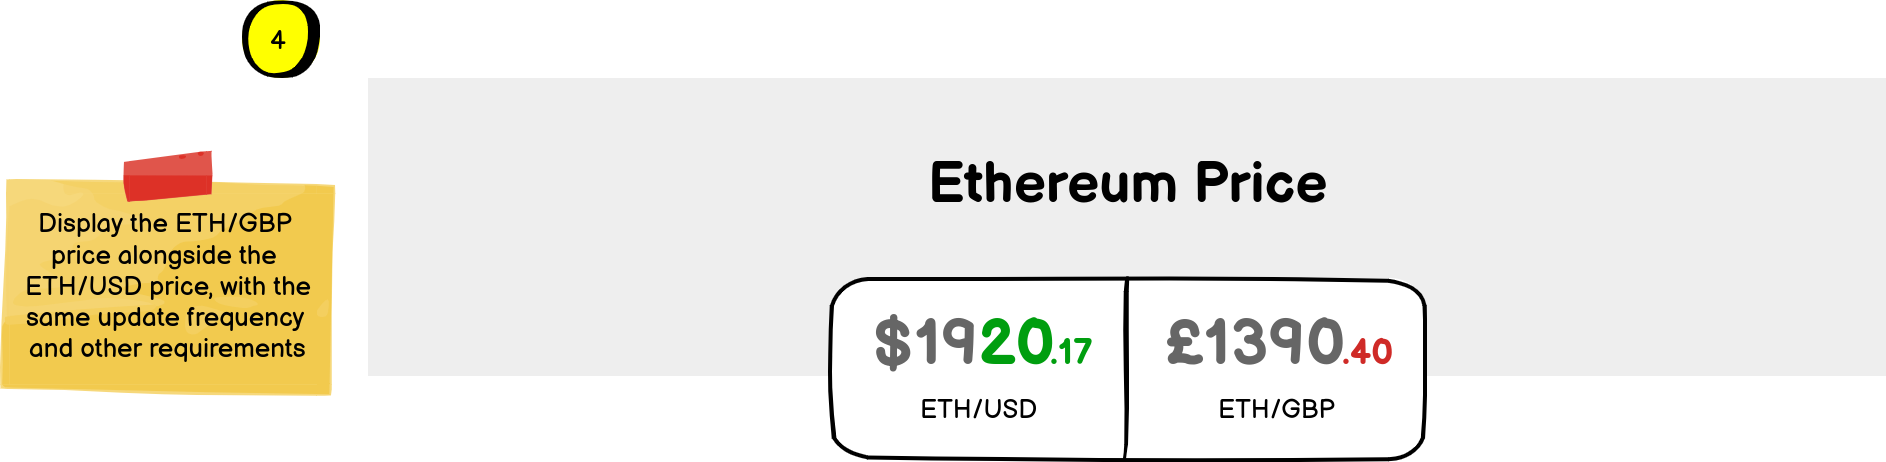 4
Display the ETH/GBP
price alongside the
ETH/USD price, with the
same update frequency
and other requirements
Ethereum Price
$1920.17
ETH/USD
£1390.40
ETH/GBP